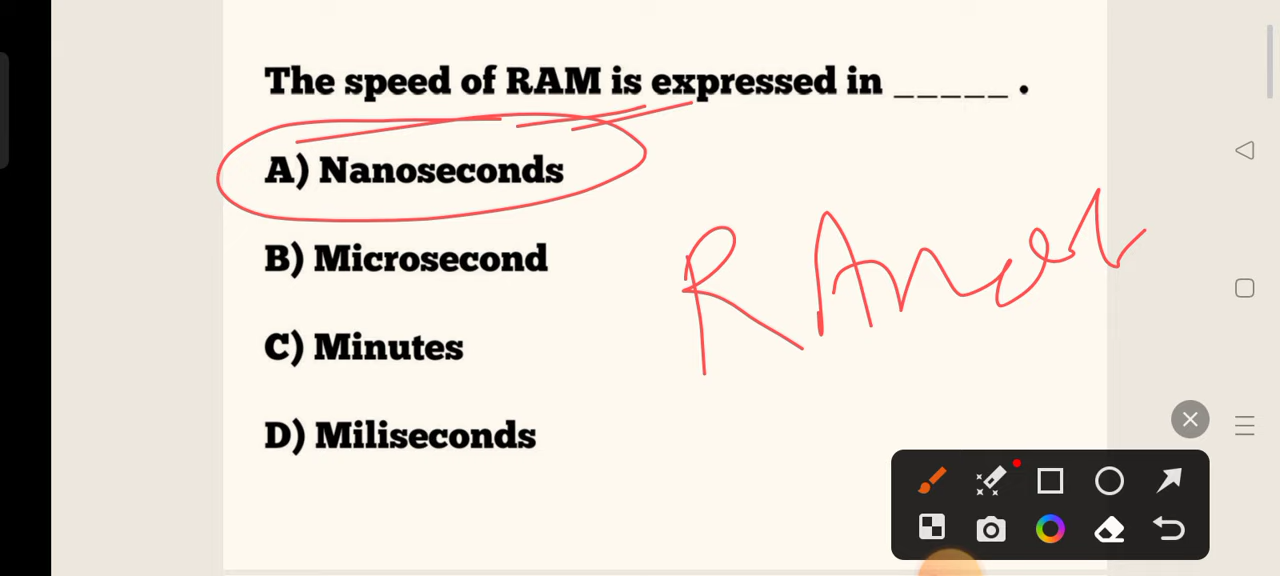 The speed of RAM is expressed in _____ .
A) Nanoseconds
B) Microsecond
C) Minutes
D) Miliseconds